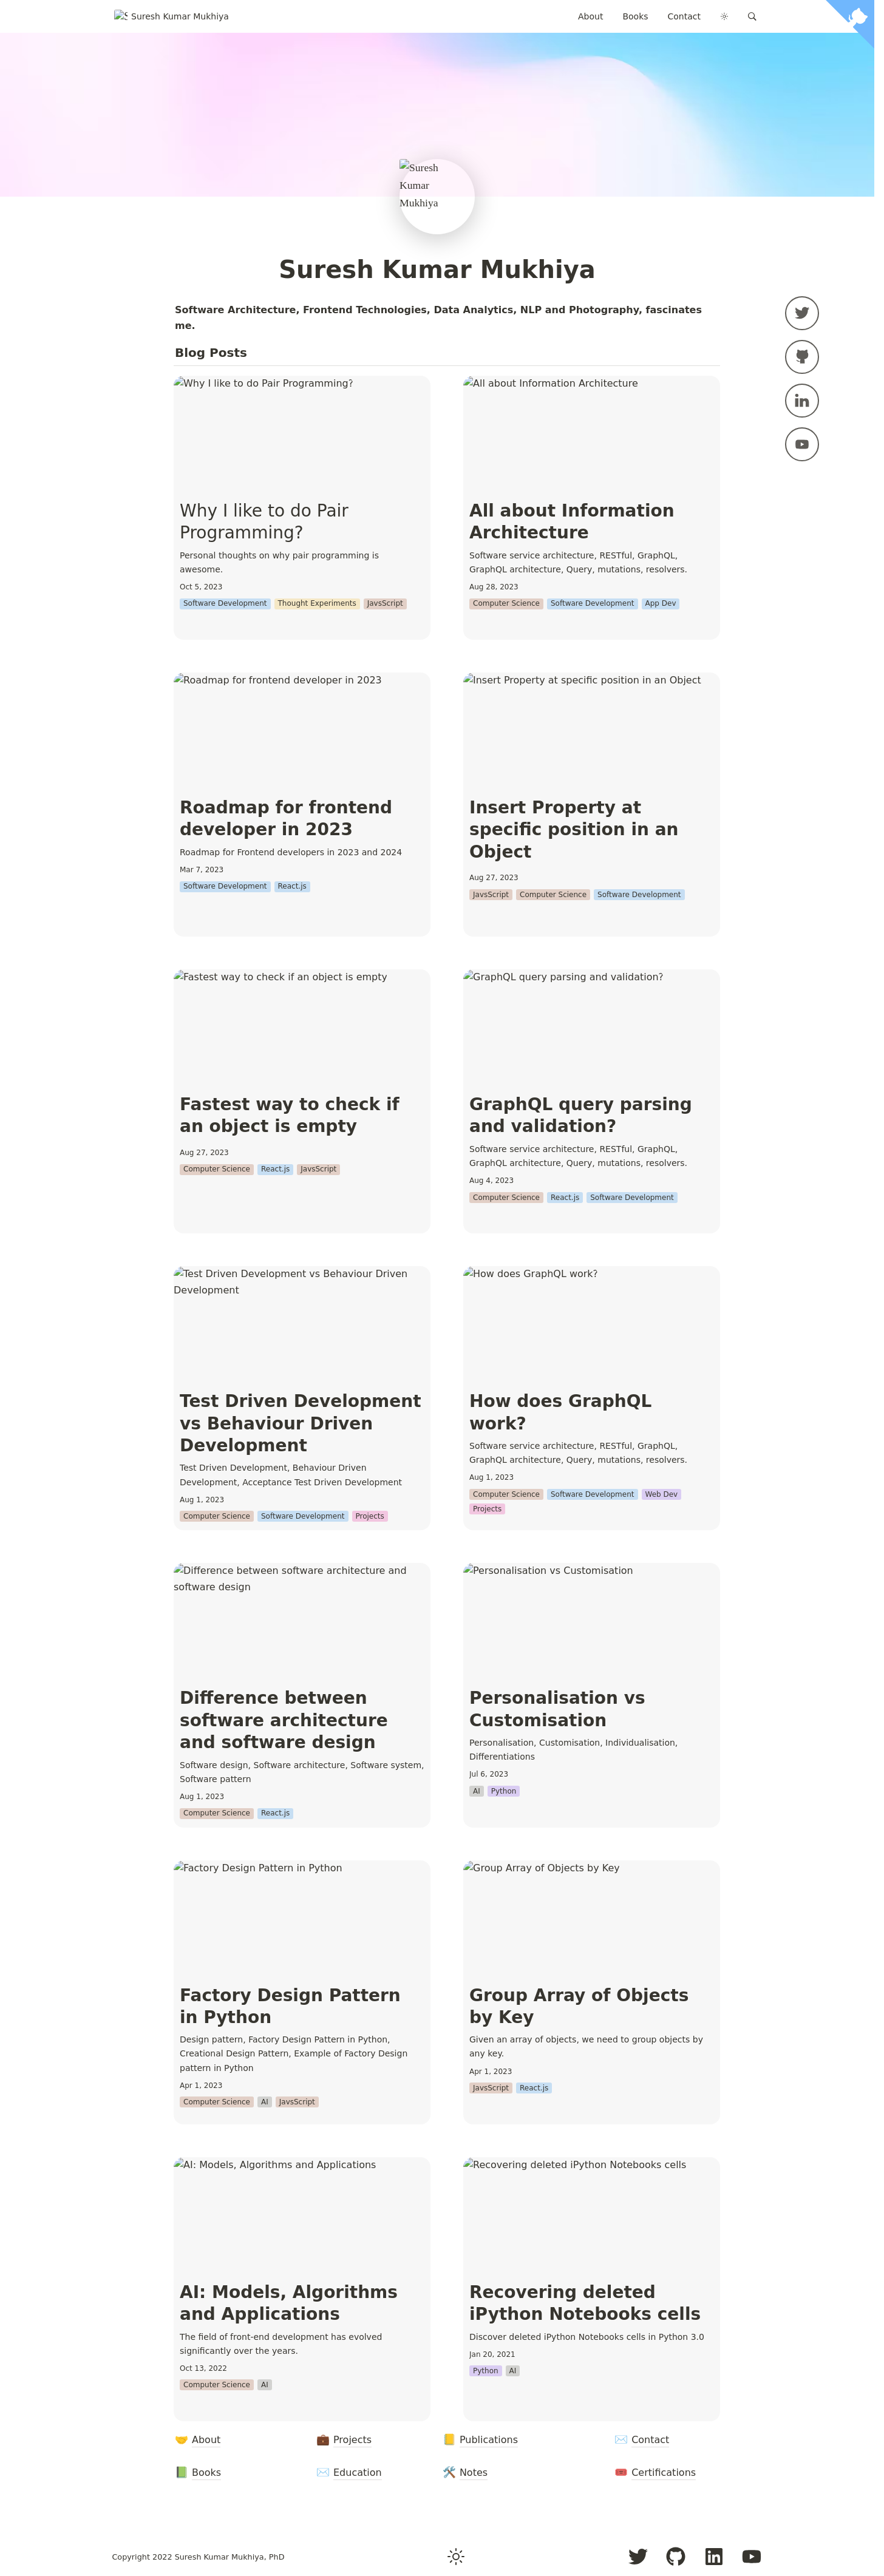 Suresh Kumar Mukhiya
About Books Contact
Suresh
Kumar
Mukhiya
Suresh Kumar Mukhiya
Software Architecture, Frontend Technologies, Data Analytics, NLP and Photography, fascinates
me.
Blog Posts
Why I like to do Pair Programming?
Why I like to do Pair
Programming?
Personal thoughts on why pair programming is
awesome.
Oct 5, 2023
Software Development Thought Experiments JavsScript
All about Information Architecture
All about Information
Architecture
Software service architecture, RESTful, GraphQL,
GraphQL architecture, Query, mutations, resolvers.
Aug 28, 2023
Computer Science Software Development App Dev
Roadmap for frontend developer in 2023
Roadmap for frontend
developer in 2023
Roadmap for Frontend developers in 2023 and 2024
Mar 7, 2023
Software Development React.js
Insert Property at specific position in an Object
Insert Property at
specific position in an
Object
Aug 27, 2023
JavsScript Computer Science Software Development
Fastest way to check if an object is empty
Fastest way to check if
an object is empty
Aug 27, 2023
Computer Science React.js JavsScript
GraphQL query parsing and validation?
GraphQL query parsing
and validation?
Software service architecture, RESTful, GraphQL,
GraphQL architecture, Query, mutations, resolvers.
Aug 4, 2023
Computer Science React.js Software Development
Test Driven Development vs Behaviour Driven
Development
Test Driven Development
vs Behaviour Driven
Development
Test Driven Development, Behaviour Driven
Development, Acceptance Test Driven Development
Aug 1, 2023
Computer Science Software Development Projects
How does GraphQL work?
How does GraphQL
work?
Software service architecture, RESTful, GraphQL,
GraphQL architecture, Query, mutations, resolvers.
Aug 1, 2023
Computer Science Software Development Web Dev
Projects
Difference between software architecture and
software design
Difference between
software architecture
and software design
Software design, Software architecture, Software system,
Software pattern
Aug 1, 2023
Computer Science React.js
Personalisation vs Customisation
Personalisation vs
Customisation
Personalisation, Customisation, Individualisation,
Differentiations
Jul 6, 2023
AI Python
Factory Design Pattern in Python
Factory Design Pattern
in Python
Design pattern, Factory Design Pattern in Python,
Creational Design Pattern, Example of Factory Design
pattern in Python
Apr 1, 2023
Computer Science AI JavsScript
Group Array of Objects by Key
Group Array of Objects
by Key
Given an array of objects, we need to group objects by
any key.
Apr 1, 2023
JavsScript React.js
AI: Models, Algorithms and Applications
AI: Models, Algorithms
and Applications
The field of front-end development has evolved
significantly over the years.
Oct 13, 2022
Computer Science AI
Recovering deleted iPython Notebooks cells
Recovering deleted
iPython Notebooks cells
Discover deleted iPython Notebooks cells in Python 3.0
Jan 20, 2021
Python AI
About Projects Publications Contact
Books Education Notes Certifications
Copyright 2022 Suresh Kumar Mukhiya, PhD